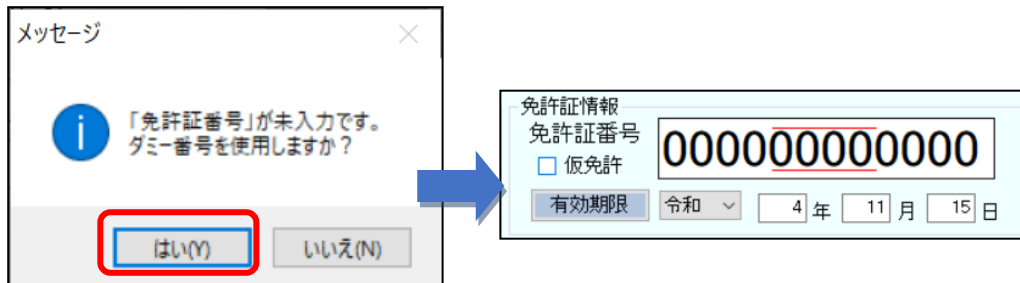 メッセージ
「免許証番号」が未入力です。
ダミー番号を使用しますか？
はい(Y)
いいえ(N)
免許証情報
免許証番号
000000000000
仮免許
有効期限 令和 4 年 11 月 15 日